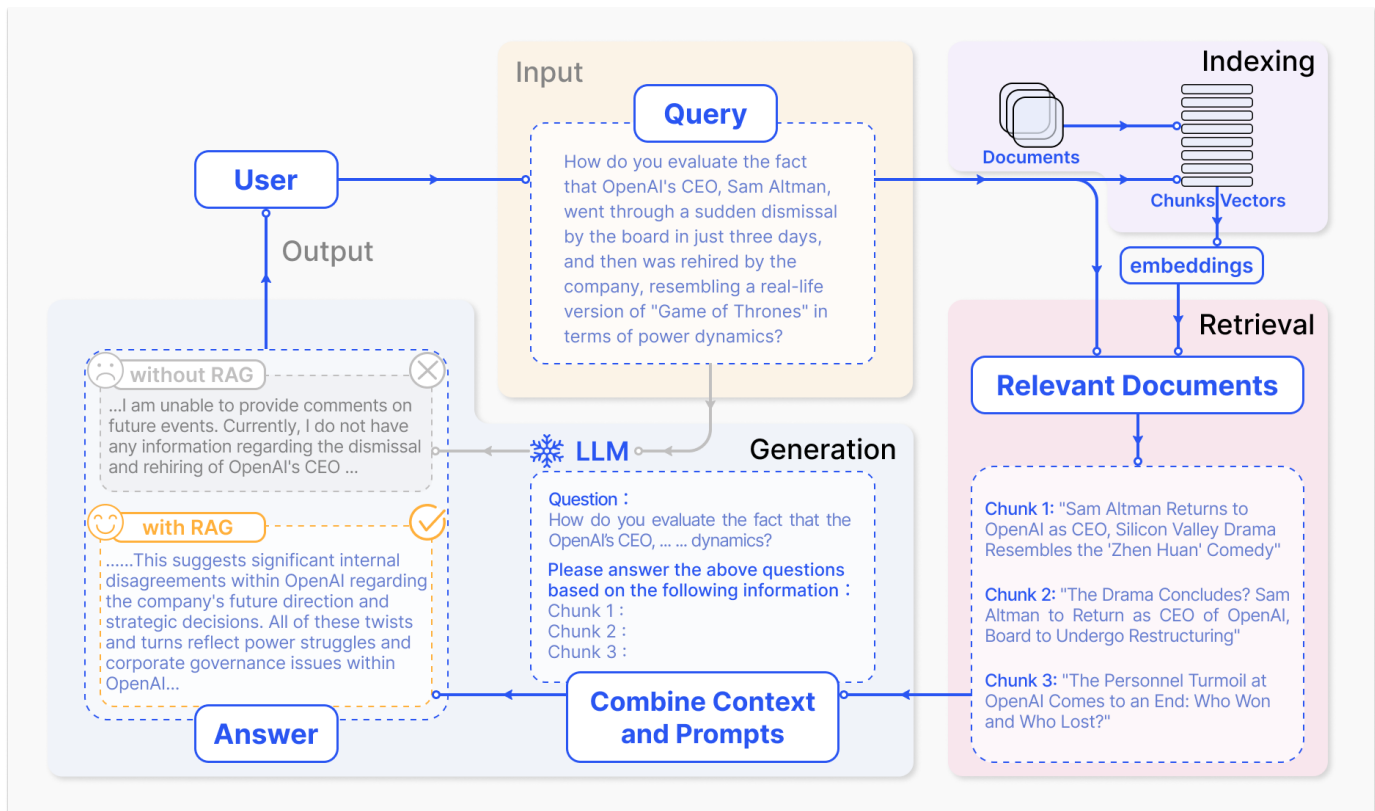 Input
Query
How do you evaluate the fact
that OpenAI's CEO, Sam Altman,
went through a sudden dismissal
by the board in just three days,
and then was rehired by the
company, resembling a real-life
version of "Game of Thrones" in
terms of power dynamics?
Indexing
Documents
Chunks Vectors
embeddings
User
Output
Retrieval
Relevant Documents
Chunk 1: "Sam Altman Returns to
OpenAI as CEO, Silicon Valley Drama
Resembles the 'Zhen Huan' Comedy"
Chunk 2: "The Drama Concludes? Sam
Altman to Return as CEO of OpenAI,
Board to Undergo Restructuring"
Chunk 3: "The Personnel Turmoil at
OpenAI Comes to an End: Who Won
and Who Lost?"
Generation
LLM
Question :
How do you evaluate the fact that the
OpenAI's CEO, ... ... dynamics?
Please answer the above questions
based on the following information :
Chunk 1 :
Chunk 2 :
Chunk 3 :
Combine Context
and Prompts
without RAG
...I am unable to provide comments on
future events. Currently, I do not have
any information regarding the dismissal
and rehiring of OpenAI's CEO ...
with RAG
......This suggests significant internal
disagreements within OpenAI regarding
the company's future direction and
strategic decisions. All of these twists
and turns reflect power struggles and
corporate governance issues within
OpenAI...
Answer